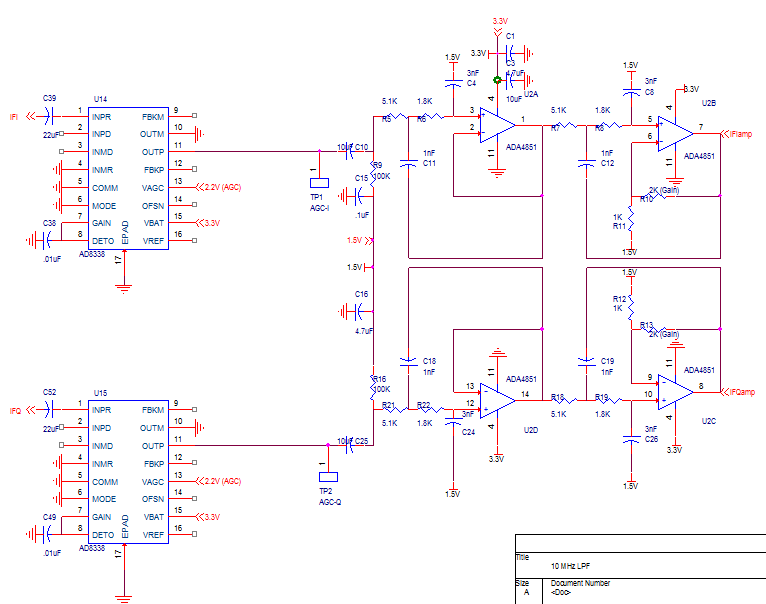 3.3V
C1
3.3V
1.5V
C3
4.7uF
3nF
C4
10uF
U2A
1.5V
3nF
C8
3.3V
U2B
C39
U14
IFI
22uF
1 INPR FBKM 9
2 INPD OUTM 10
3 INMD OUTP 11
4 INMR FBKP 12
5 COMM VAGC 13
2.2V (AGC)
6 MODE OFSN 14
7 GAIN VBAT 15
3.3V
8 DETO VREF 16
EPAD
17
C38
.01uF
AD8338
10uF C10
1
TP1
AGC-I
R9
100K
C15
.1uF
1.5V
1.5V
C16
4.7uF
5.1K
R5
1.8K
R6
3
2
4
11
1
ADA4851
1nF
C11
5.1K
R7
1.8K
R8
5
6
4
11
7
IFIamp
ADA4851
1nF
C12
2K (Gain)
R10
1K
R11
1.5V
1.5V
R12
1K
R13
2K (Gain)
C18
1nF
C19
1nF
11
ADA4851
13
12
14
4
U2D
3.3V
11
ADA4851
9
10
8
IFQamp
4
U2C
3.3V
R16
100K
R21
5.1K
R22
1.8K
3nF
C24
1.5V
R18
5.1K
R19
1.8K
3nF
C26
1.5V
C52
U15
IFQ
22uF
1 INPR FBKM 9
2 INPD OUTM 10
3 INMD OUTP 11
4 INMR FBKP 12
5 COMM VAGC 13
2.2V (AGC)
6 MODE OFSN 14
7 GAIN VBAT 15
3.3V
8 DETO VREF 16
EPAD
17
C49
.01uF
AD8338
10uF C25
1
TP2
AGC-Q
Title
10 MHz LPF
Size
A
Document Number
<Doc>